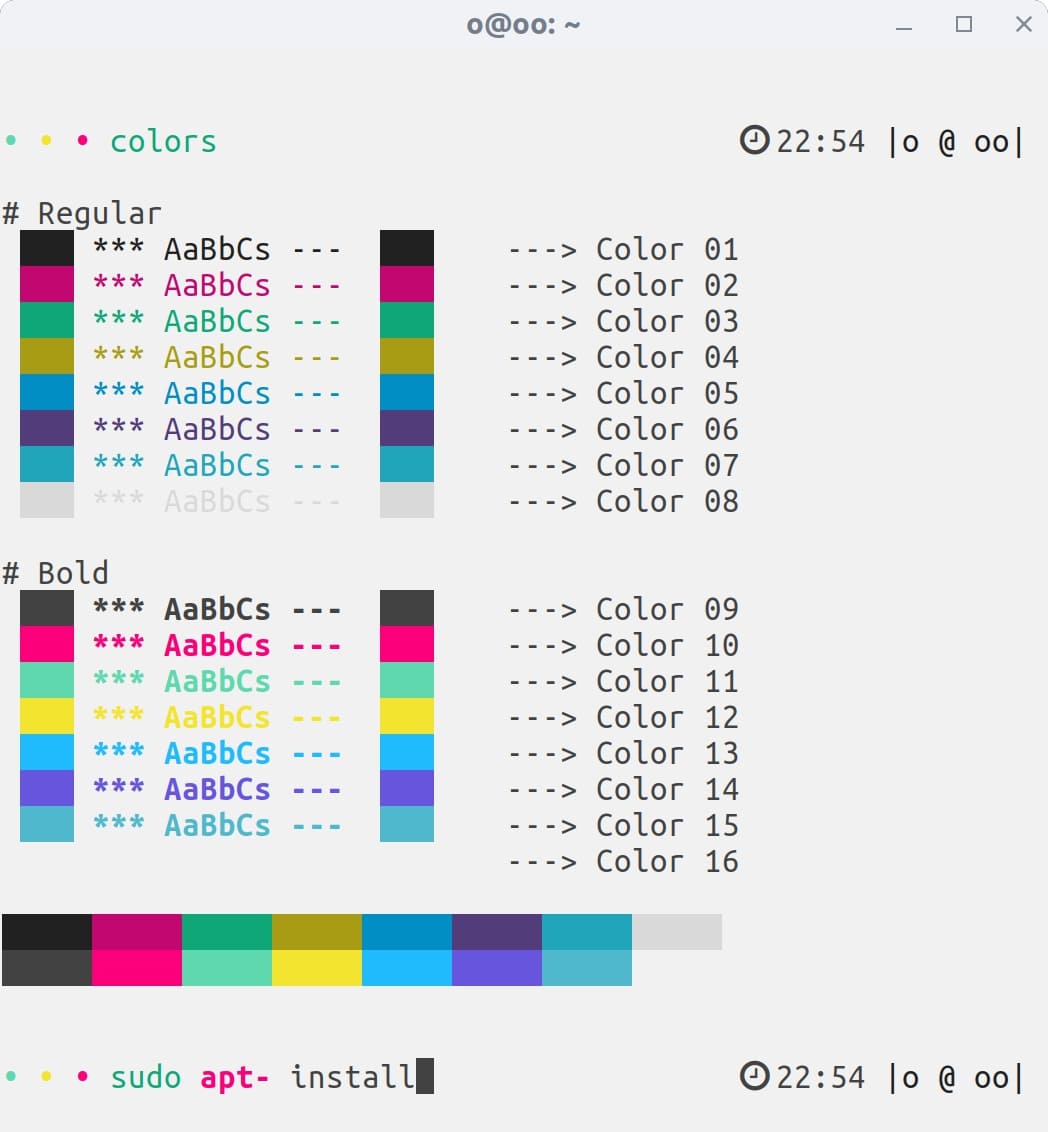 o@oo: ~
• • • colors 22:54 |o @ oo|
# Regular
*** AaBbCs --- ---> Color 01
*** AaBbCs --- ---> Color 02
*** AaBbCs --- ---> Color 03
*** AaBbCs --- ---> Color 04
*** AaBbCs --- ---> Color 05
*** AaBbCs --- ---> Color 06
*** AaBbCs --- ---> Color 07
*** AaBbCs --- ---> Color 08
# Bold
*** AaBbCs --- ---> Color 09
*** AaBbCs --- ---> Color 10
*** AaBbCs --- ---> Color 11
*** AaBbCs --- ---> Color 12
*** AaBbCs --- ---> Color 13
*** AaBbCs --- ---> Color 14
*** AaBbCs --- ---> Color 15
---> Color 16
• • • sudo apt- install 22:54 |o @ oo|